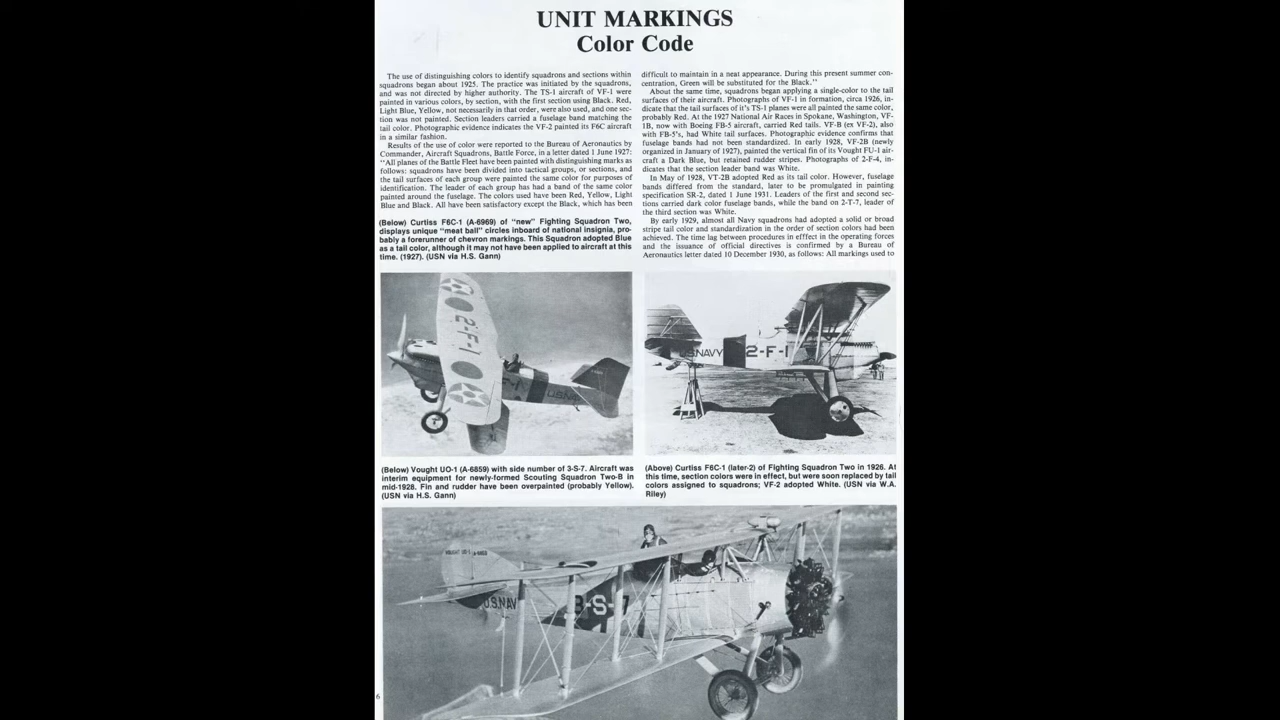 UNIT MARKINGS
Color Code
The use of distinguishing colors to identify squadrons and sections within
squadrons began about 1925. The practice was initiated by the squadrons,
and was not directed by higher authority. The TS-1 aircraft of VF-1 were
painted in various colors, by section, with the first section using Black. Red,
Light Blue, Yellow, not necessarily in that order, were also used, and one sec-
tion was not painted. Section leaders carried a fuselage band matching the
tail color. Photographic evidence indicates the VF-2 painted its F6C aircraft
in a similar fashion.
Results of the use of color were reported to the Bureau of Aeronautics by
Commander, Aircraft Squadrons, Battle Force, in a letter dated 1 June 1927:
"All planes of the Battle Fleet have been painted with distinguishing marks as
follows: squadrons have been divided into tactical groups, or sections, and
the tail surfaces of each group were painted the same color for purposes of
identification. The leader of each group has had a band of the same color
painted around the fuselage. The colors used have been Red, Yellow, Light
Blue and Black. All have been satisfactory except the Black, which has been
(Below) Curtiss F6C-1 (A-6969) of "new" Fighting Squadron Two,
displays unique "meat ball" circles inboard of national insignia, pro-
bably a forerunner of chevron markings. This Squadron adopted Blue
as a tail color, although it may not have been applied to aircraft at this
time. (1927). (USN via H.S. Gann)
difficult to maintain in a neat appearance. During this present summer con-
centration, Green will be substituted for the Black."
About the same time, squadrons began applying a single-color to the tail
surfaces of their aircraft. Photographs of VF-1 in formation, circa 1926, in-
dicate that the tail surfaces of it's TS-1 planes were all painted the same color,
probably Red. At the 1927 National Air Races in Spokane, Washington, VF-
1B, now with Boeing FB-5 aircraft, carried Red tails. VF-B (ex VF-2), also
with FB-5's, had White tail surfaces. Photographic evidence confirms that
fuselage bands had not been standardized. In early 1928, VF-2B (newly
organized in January of 1927), painted the vertical fin of its Vought FU-1 air-
craft a Dark Blue, but retained rudder stripes. Photographs of 2-F-4, in-
dicates that the section leader band was White.
In May of 1928, VT-2B adopted Red as its tail color. However, fuselage
bands differed from the standard, later to be promulgated in painting
specification SR-2, dated 1 June 1931. Leaders of the first and second sec-
tions carried dark color fuselage bands, while the band on 2-T-7, leader of
the third section was White.
By early 1929, almost all Navy squadrons had adopted a solid or broad
stripe tail color and standardization in the order of section colors had been
achieved. The time lag between procedures in efffect in the operating forces
and the issuance of official directives is confirmed by a Bureau of
Aeronautics letter dated 10 December 1930, as follows: All markings used to
2-F-1
F-1
U.S.NAVY
2-F-1
(Below) Vought UO-1 (A-6859) with side number of 3-S-7. Aircraft was
interim equipment for newly-formed Scouting Squadron Two-B in
mid-1928. Fin and rudder have been overpainted (probably Yellow).
(USN via H.S. Gann)
(Above) Curtiss F6C-1 (later-2) of Fighting Squadron Two in 1926. At
this time, section colors were in effect, but were soon replaced by tail
colors assigned to squadrons; VF-2 adopted White. (USN via W.A.
Riley)
U.S.NAV
3-S-7
6